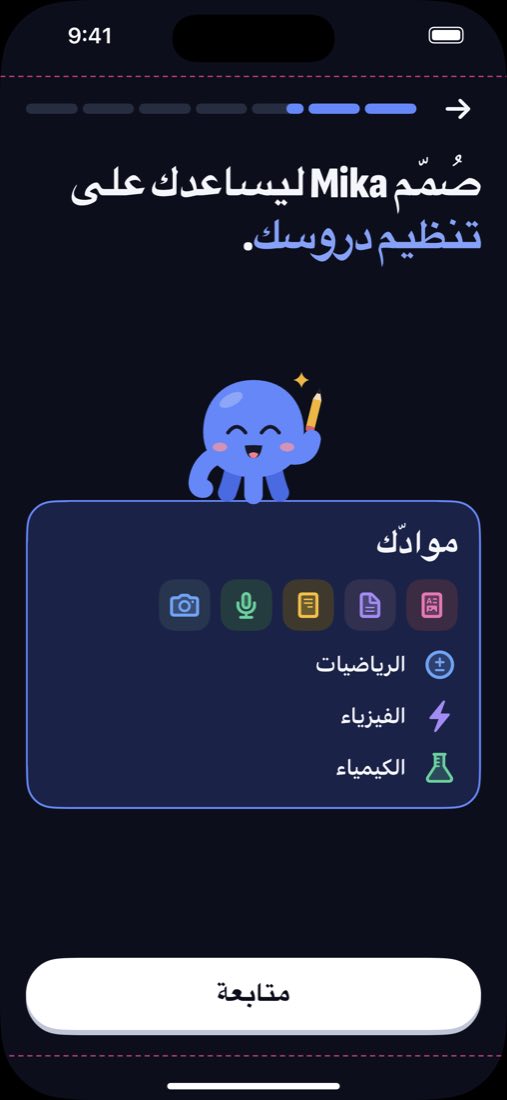 9:41
صُمّم Mika ليساعدك على
تنظيم دروسك.
موادّك
الرياضيات
الفيزياء
الكيمياء
متابعة